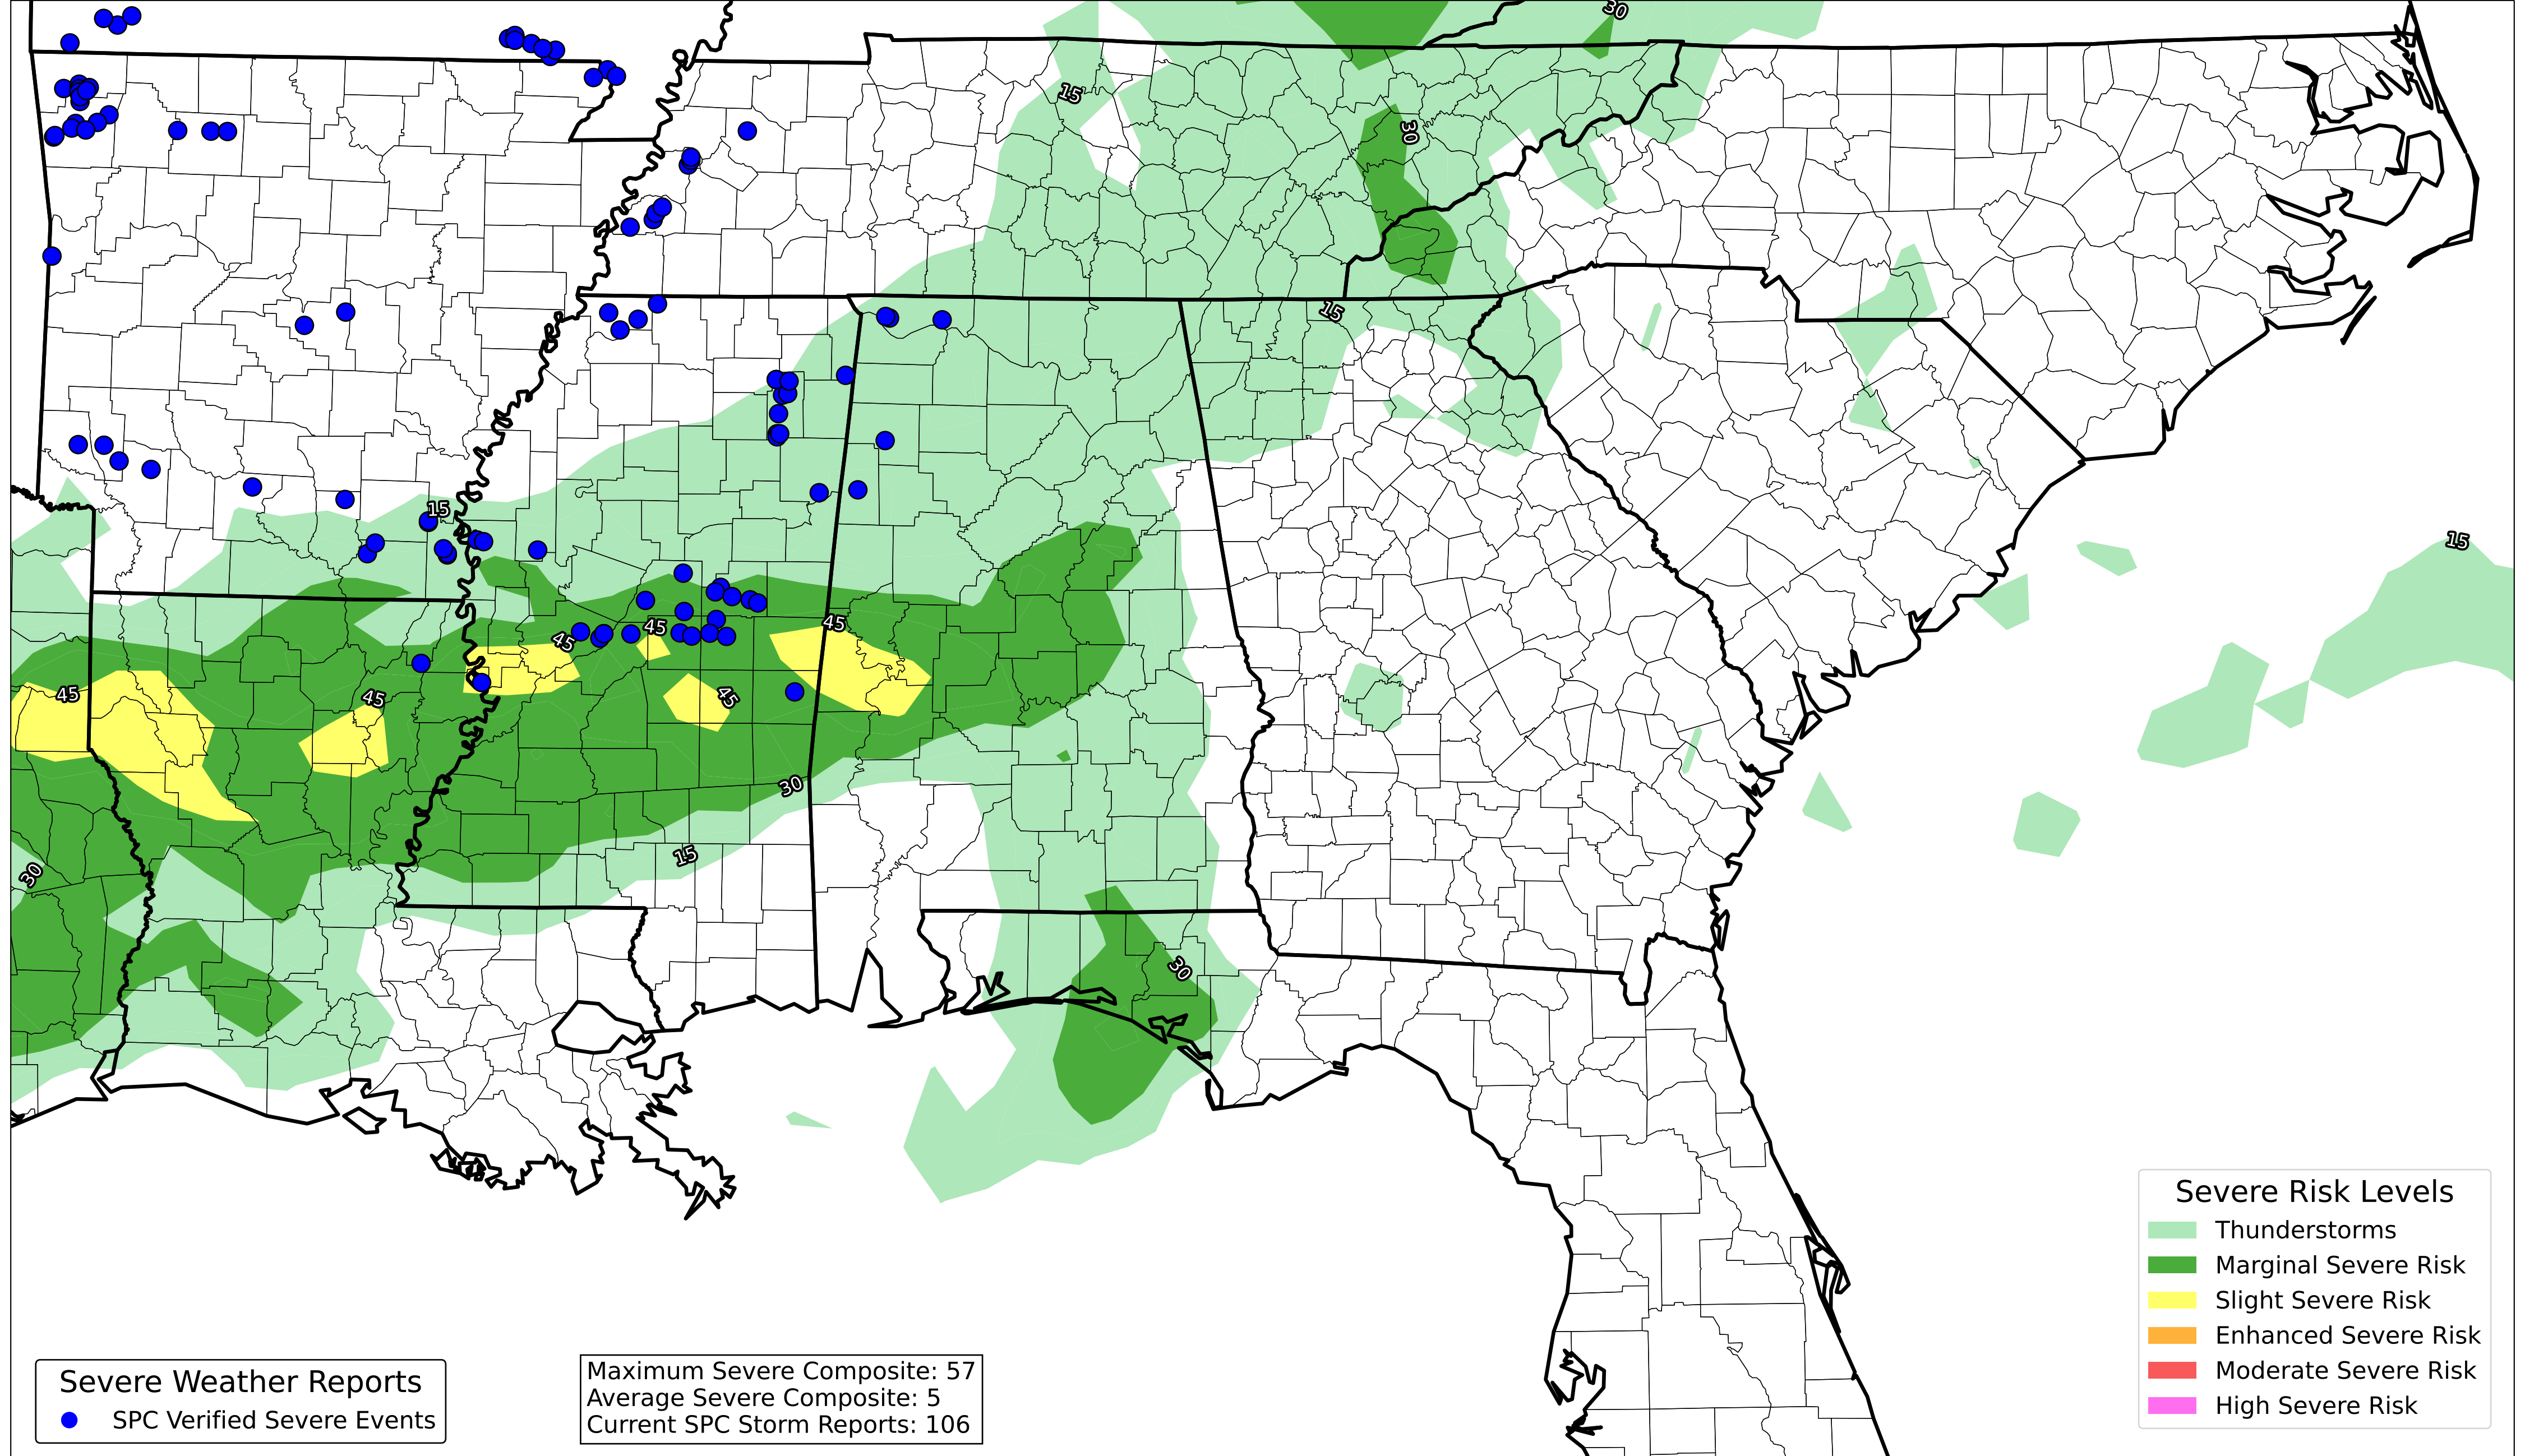 30
15
30
15
15
15
45
45
45
45
45
45
30
15
30
30
Severe Risk Levels
Thunderstorms
Marginal Severe Risk
Slight Severe Risk
Enhanced Severe Risk
Moderate Severe Risk
High Severe Risk
Severe Weather Reports
SPC Verified Severe Events
Maximum Severe Composite: 57
Average Severe Composite: 5
Current SPC Storm Reports: 106